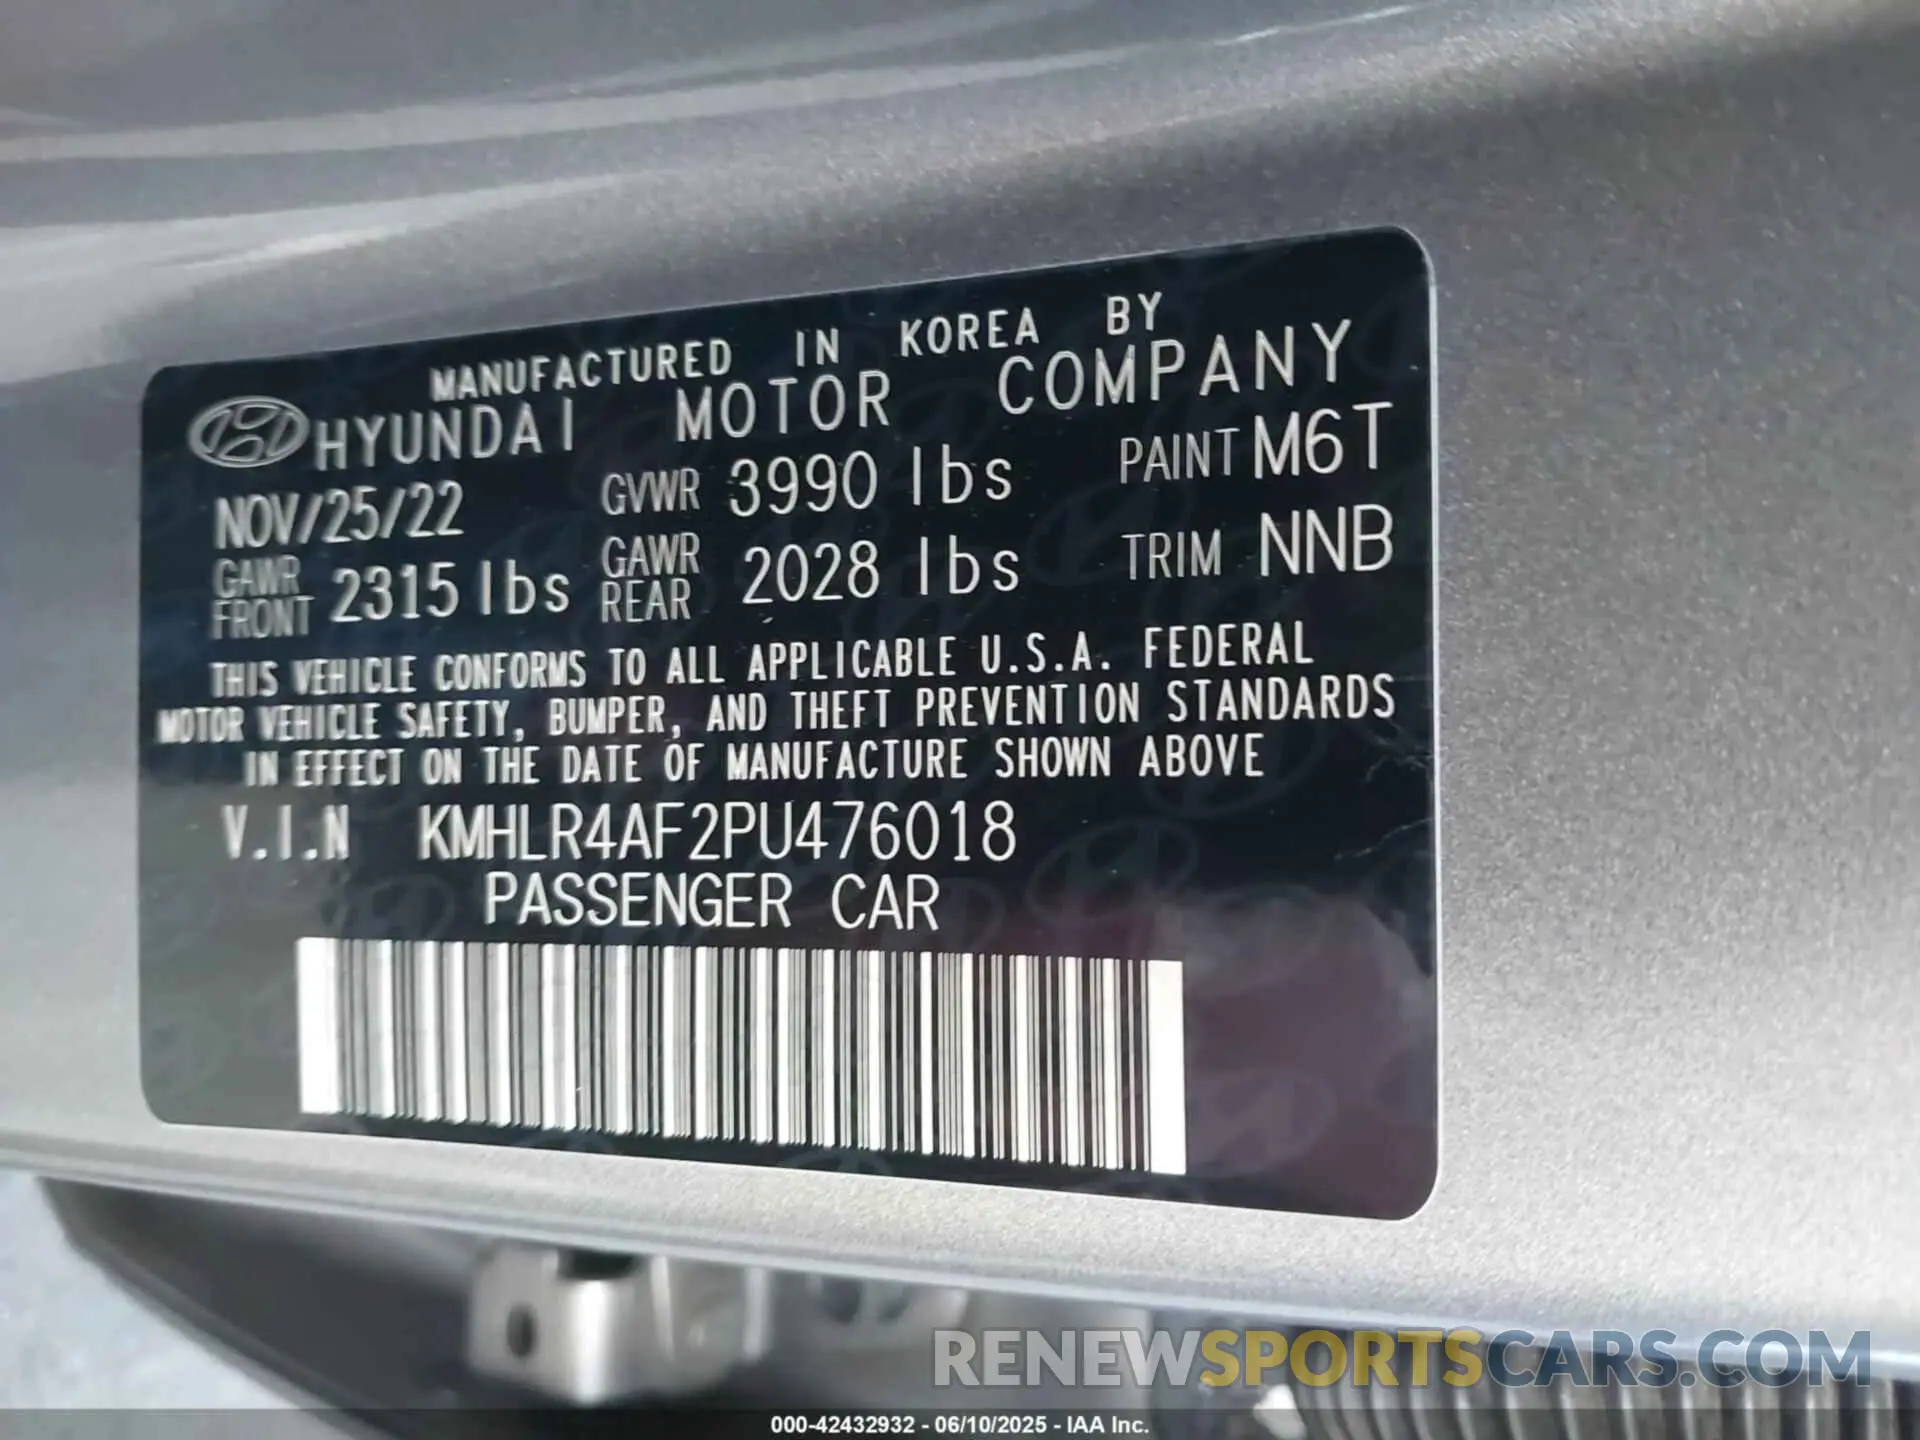 MANUFACTURED IN KOREA BY
HYUNDAI MOTOR COMPANY
NOV/25/22 GVWR 3990 lbs PAINT M6T
GAWR FRONT 2315 lbs GAWR REAR 2028 lbs TRIM NNB
THIS VEHICLE CONFORMS TO ALL APPLICABLE U.S.A. FEDERAL
MOTOR VEHICLE SAFETY, BUMPER, AND THEFT PREVENTION STANDARDS
IN EFFECT ON THE DATE OF MANUFACTURE SHOWN ABOVE
V.I.N KMHLR4AF2PU476018
PASSENGER CAR
RENEWSPORTSCARS.COM
000-42432932 - 06/10/2025 - IAA Inc.